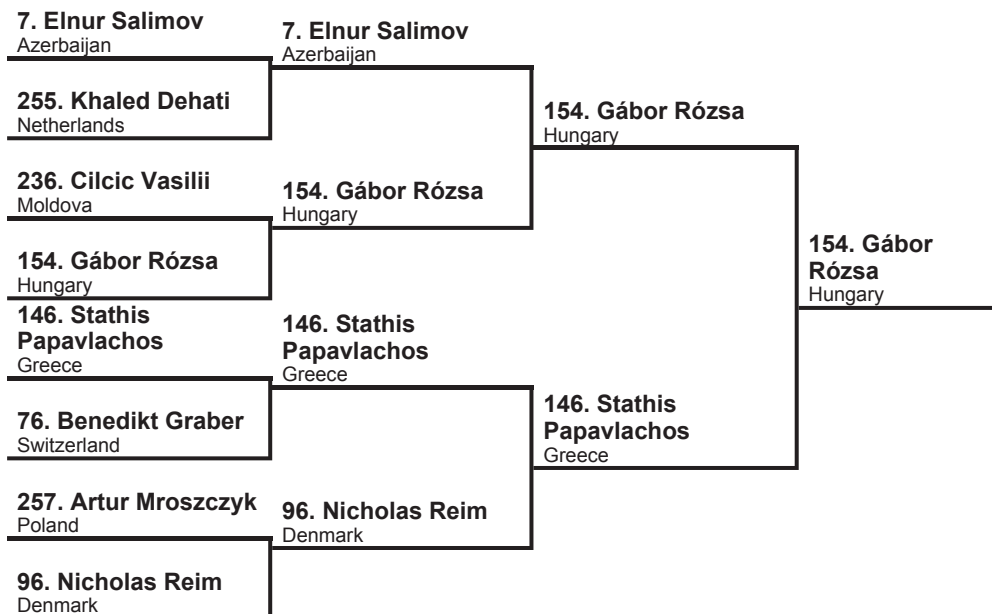 7. Elnur Salimov
Azerbaijan
255. Khaled Dehati
Netherlands
236. Cilcic Vasilii
Moldova
154. Gábor Rózsa
Hungary
146. Stathis
Papavlachos
Greece
76. Benedikt Graber
Switzerland
257. Artur Mroszczyk
Poland
96. Nicholas Reim
Denmark
7. Elnur Salimov
Azerbaijan
154. Gábor Rózsa
Hungary
146. Stathis
Papavlachos
Greece
96. Nicholas Reim
Denmark
154. Gábor Rózsa
Hungary
146. Stathis
Papavlachos
Greece
154. Gábor
Rózsa
Hungary